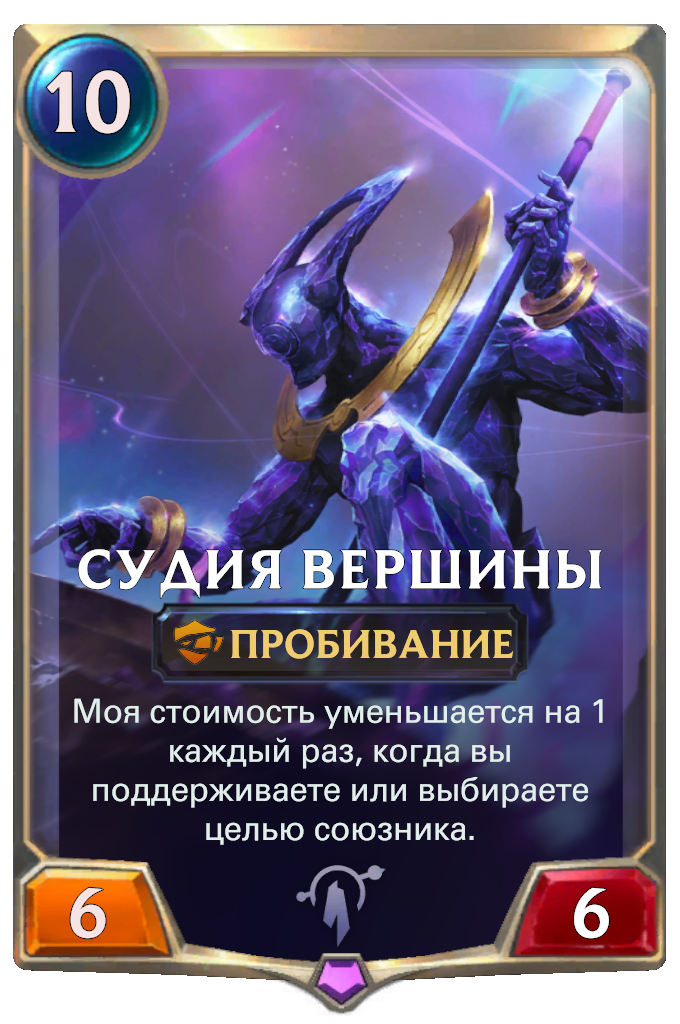 10
СУДИЯ ВЕРШИНЫ
ПРОБИВАНИЕ
Моя стоимость уменьшается на 1
каждый раз, когда вы
поддерживаете или выбираете
целью союзника.
6
6